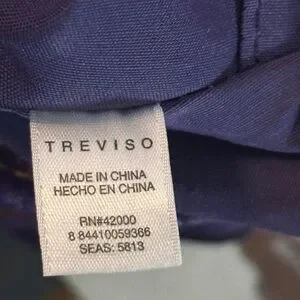 TREVISO
MADE IN CHINA
HECHO EN CHINA
RN#42000
8 84410059366
SEAS: 5813